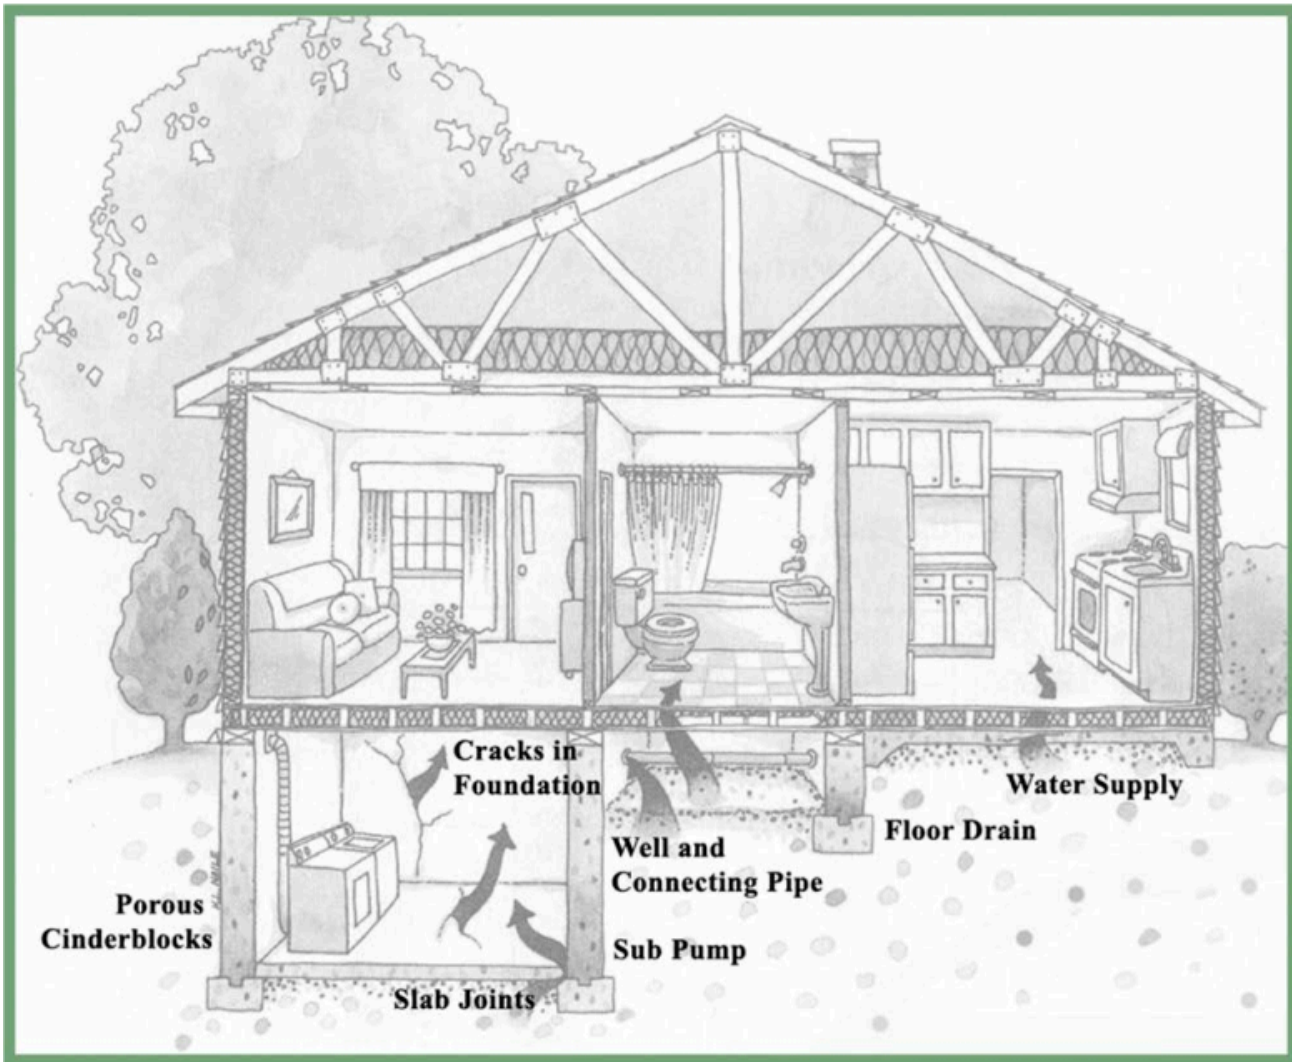 Cracks in
Foundation
Water Supply
Floor Drain
Well and
Connecting Pipe
Porous
Cinderblocks
Sub Pump
Slab Joints